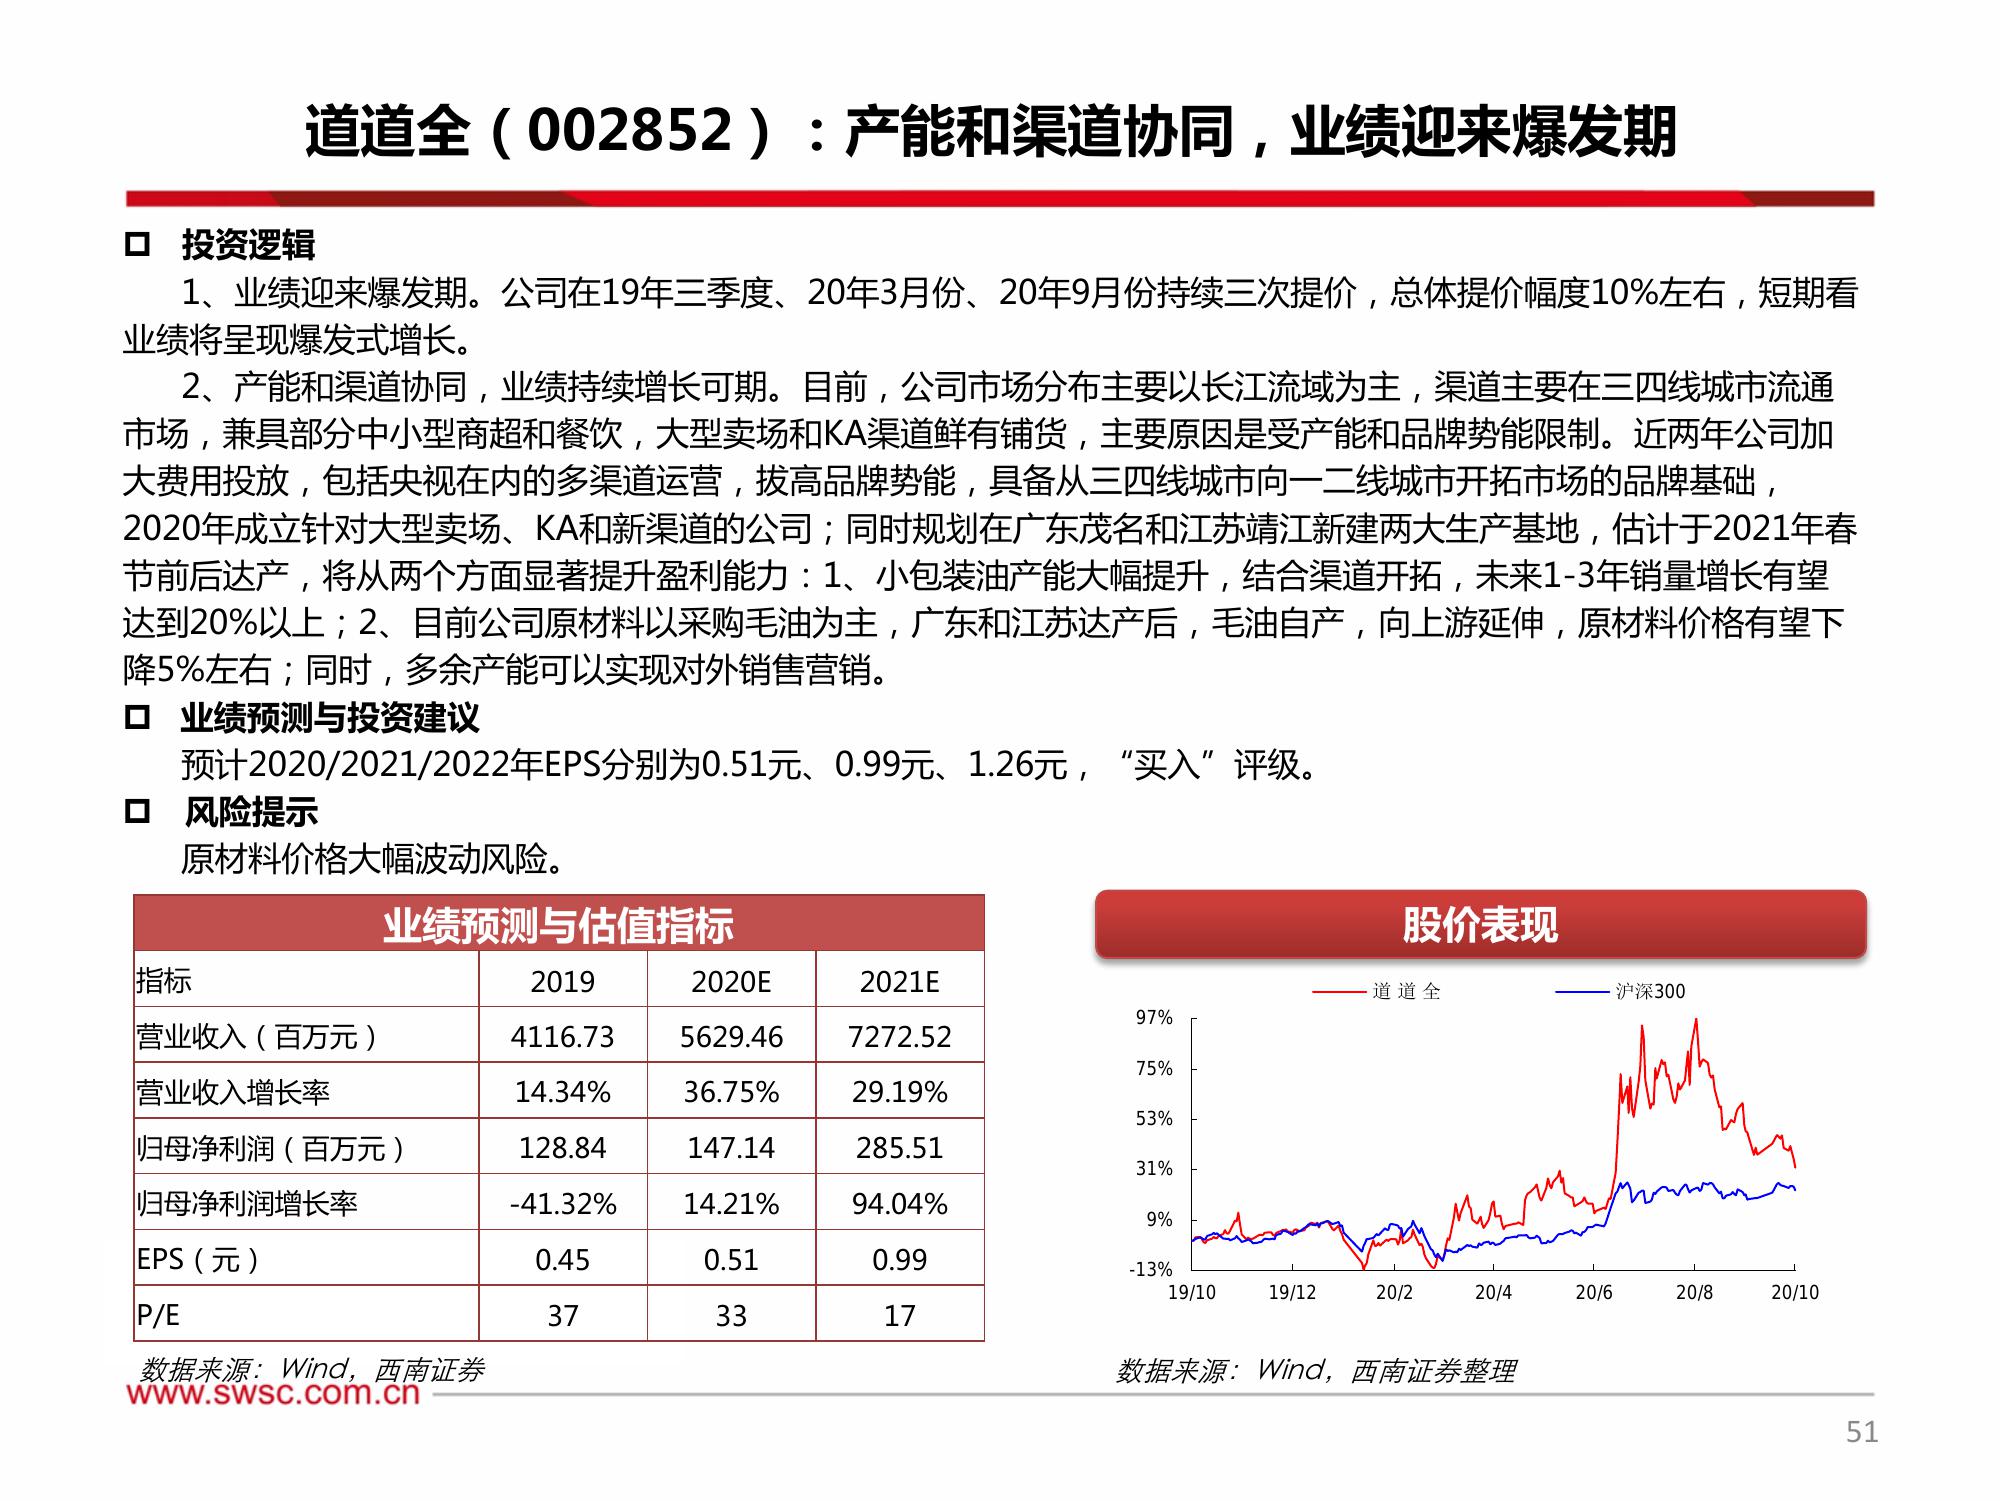 道道全（002852）：产能和渠道协同，业绩迎来爆发期
投资逻辑
1、业绩迎来爆发期。公司在19年三季度、20年3月份、20年9月份持续三次提价，总体提价幅度10%左右，短期看
业绩将呈现爆发式增长。
2、产能和渠道协同，业绩持续增长可期。目前，公司市场分布主要以长江流域为主，渠道主要在三四线城市流通
市场，兼具部分中小型商超和餐饮，大型卖场和KA渠道鲜有铺货，主要原因是受产能和品牌势能限制。近两年公司加
大费用投放，包括央视在内的多渠道运营，拔高品牌势能，具备从三四线城市向一二线城市开拓市场的品牌基础，
2020年成立针对大型卖场、KA和新渠道的公司；同时规划在广东茂名和江苏靖江新建两大生产基地，估计于2021年春
节前后达产，将从两个方面显著提升盈利能力：1、小包装油产能大幅提升，结合渠道开拓，未来1-3年销量增长有望
达到20%以上；2、目前公司原材料以采购毛油为主，广东和江苏达产后，毛油自产，向上游延伸，原材料价格有望下
降5%左右；同时，多余产能可以实现对外销售营销。
业绩预测与投资建议
预计2020/2021/2022年EPS分别为0.51元、0.99元、1.26元，“买入”评级。
风险提示
原材料价格大幅波动风险。
业绩预测与估值指标
指标 2019 2020E 2021E
营业收入（百万元） 4116.73 5629.46 7272.52
营业收入增长率 14.34% 36.75% 29.19%
归母净利润（百万元） 128.84 147.14 285.51
归母净利润增长率 -41.32% 14.21% 94.04%
EPS（元） 0.45 0.51 0.99
P/E 37 33 17
数据来源：Wind，西南证券
股价表现
道道全 沪深300
97%
75%
53%
31%
9%
-13%
19/10 19/12 20/2 20/4 20/6 20/8 20/10
数据来源：Wind，西南证券整理
www.swsc.com.cn
51